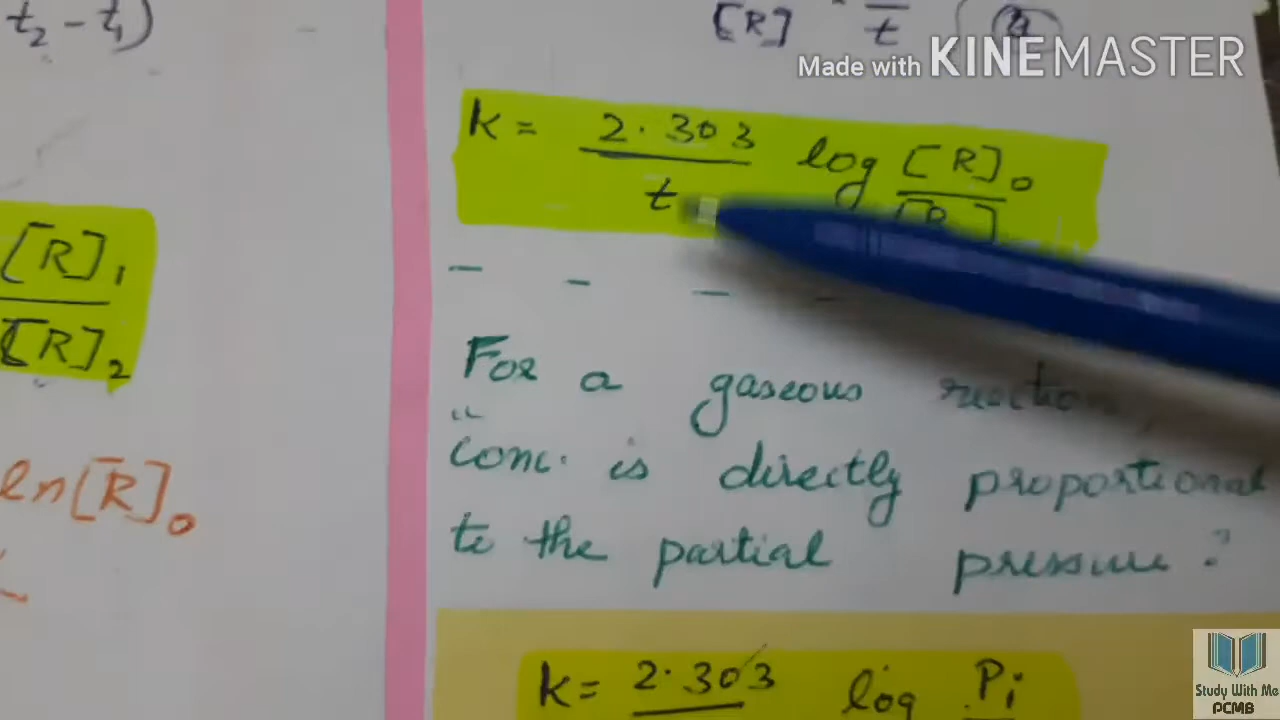 t₂ - t₁)
[R]₁
[R]₂
ln[R]₀
[R] t
Made with KINEMASTER
k = 2.303 log [R]₀
t [R]
For a gaseous reaction,
"conc. is directly proportional
to the partial pressure"
k = 2.303 log Pi
Study With Me
PCMB